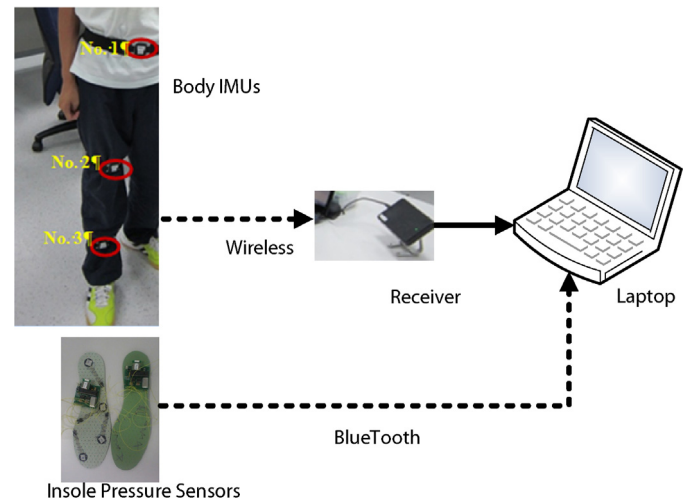 No.·1¶
Body IMUs
No.·2¶
No.·3¶
Wireless
Receiver
Laptop
BlueTooth
Insole Pressure Sensors